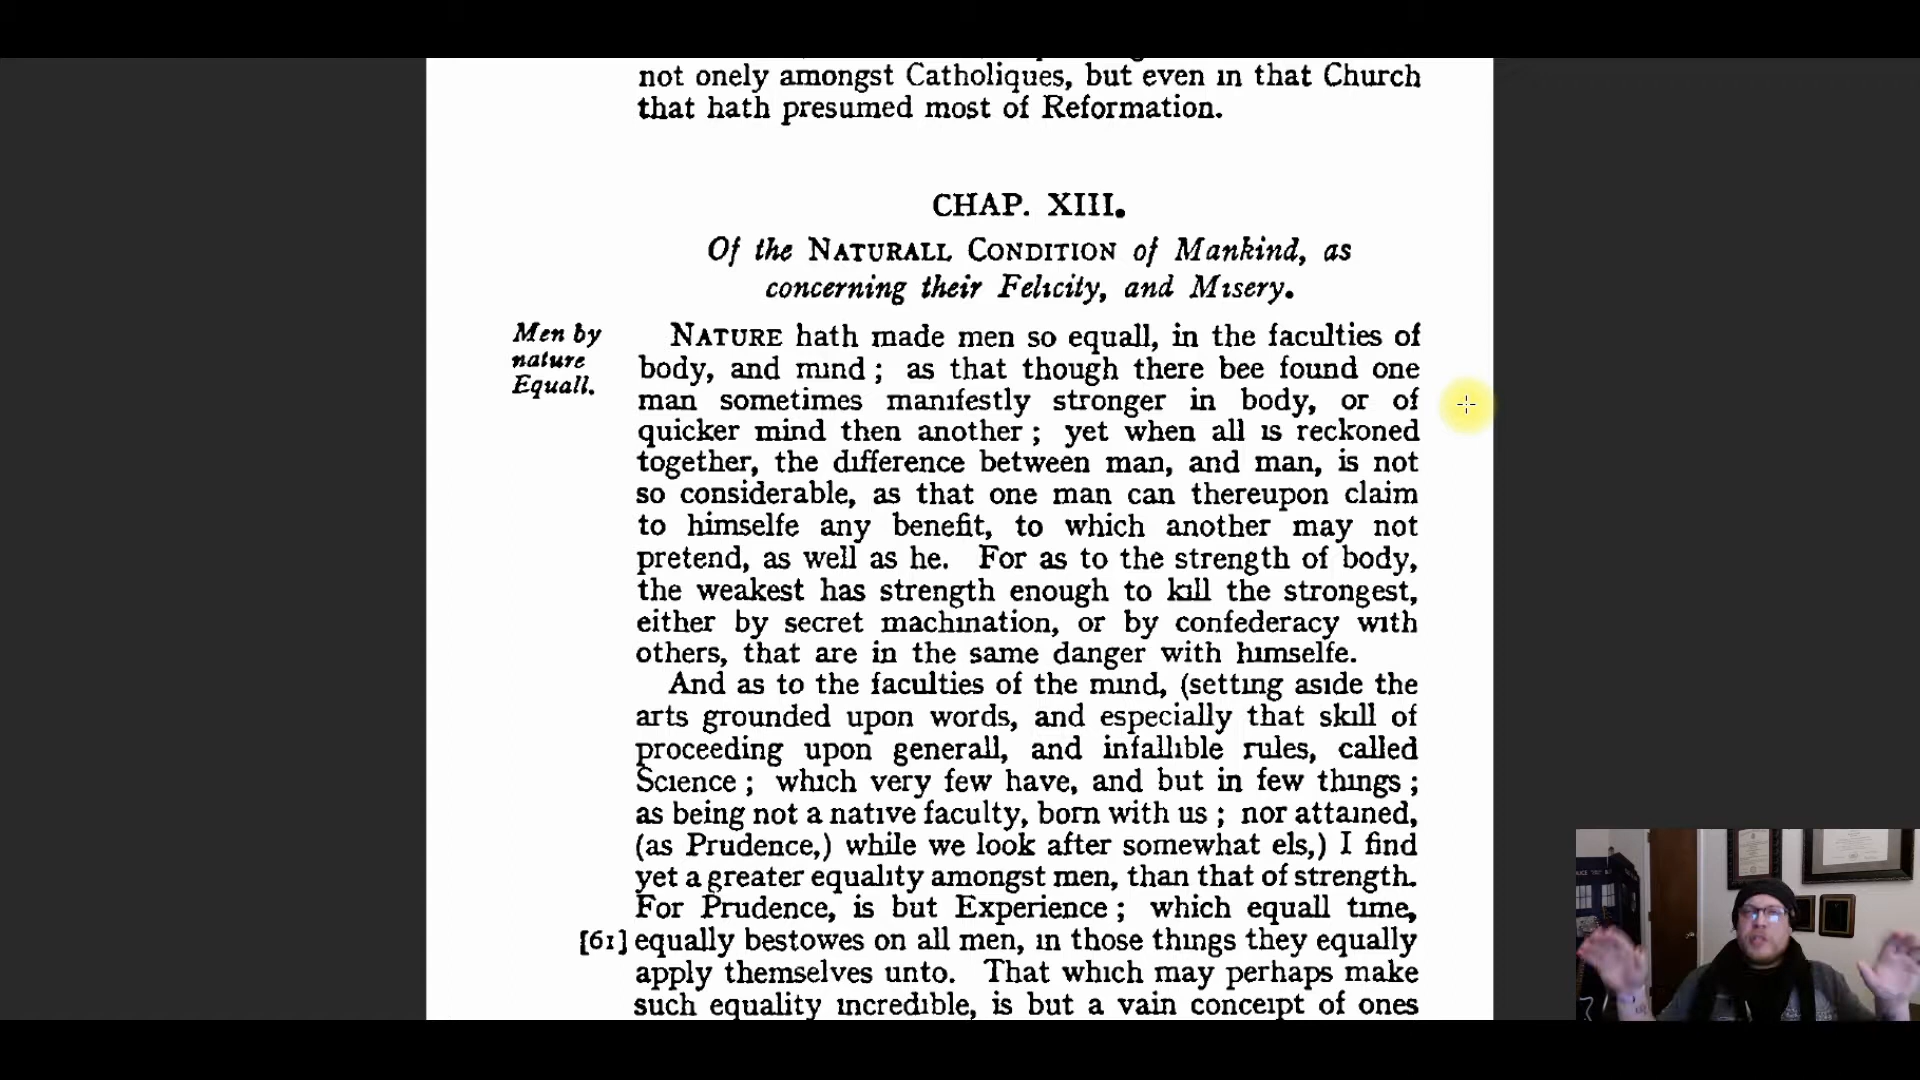 not onely amongst Catholiques, but even in that Church
that hath presumed most of Reformation.
CHAP. XIII.
Of the NATURALL CONDITION of Mankind, as
concerning their Felicity, and Misery.
Men by
nature
Equall.
NATURE hath made men so equall, in the faculties of
body, and mind ; as that though there bee found one
man sometimes manifestly stronger in body, or of
quicker mind then another ; yet when all is reckoned
together, the difference between man, and man, is not
so considerable, as that one man can thereupon claim
to himselfe any benefit, to which another may not
pretend, as well as he. For as to the strength of body,
the weakest has strength enough to kill the strongest,
either by secret machination, or by confederacy with
others, that are in the same danger with himselfe.
And as to the faculties of the mind, (setting aside the
arts grounded upon words, and especially that skill of
proceeding upon generall, and infallible rules, called
Science ; which very few have, and but in few things ;
as being not a native faculty, born with us ; nor attained,
(as Prudence,) while we look after somewhat els,) I find
yet a greater equality amongst men, than that of strength.
For Prudence, is but Experience ; which equall time,
[61] equally bestowes on all men, in those things they equally
apply themselves unto. That which may perhaps make
such equality incredible, is but a vain conceipt of ones